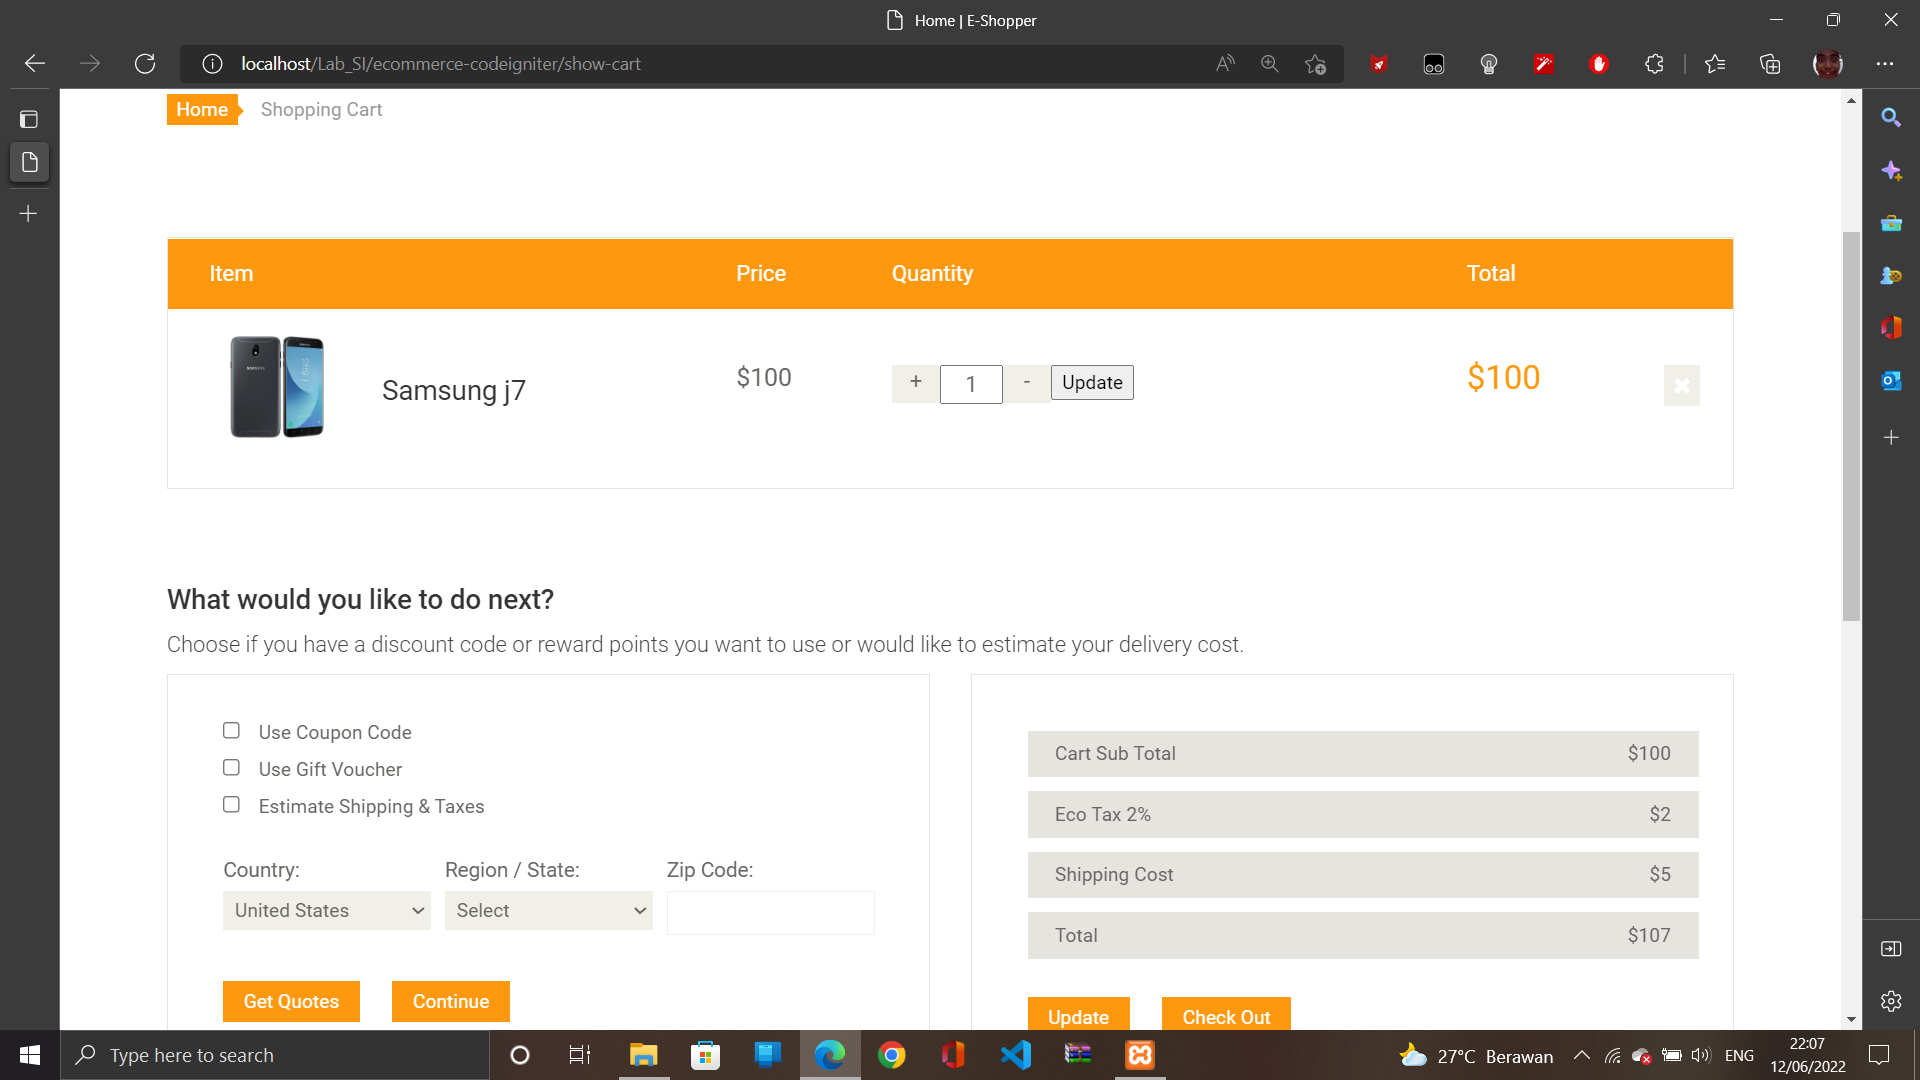 Home | E-Shopper
localhost/Lab_SI/ecommerce-codeigniter/show-cart
Home Shopping Cart
Item Price Quantity Total
Samsung j7 $100 + 1 - Update $100
What would you like to do next?
Choose if you have a discount code or reward points you want to use or would like to estimate your delivery cost.
Use Coupon Code
Use Gift Voucher
Estimate Shipping & Taxes
Country: Region / State: Zip Code:
United States Select
Get Quotes Continue
Cart Sub Total $100
Eco Tax 2% $2
Shipping Cost $5
Total $107
Update Check Out
Type here to search
27°C Berawan ENG
22:07
12/06/2022